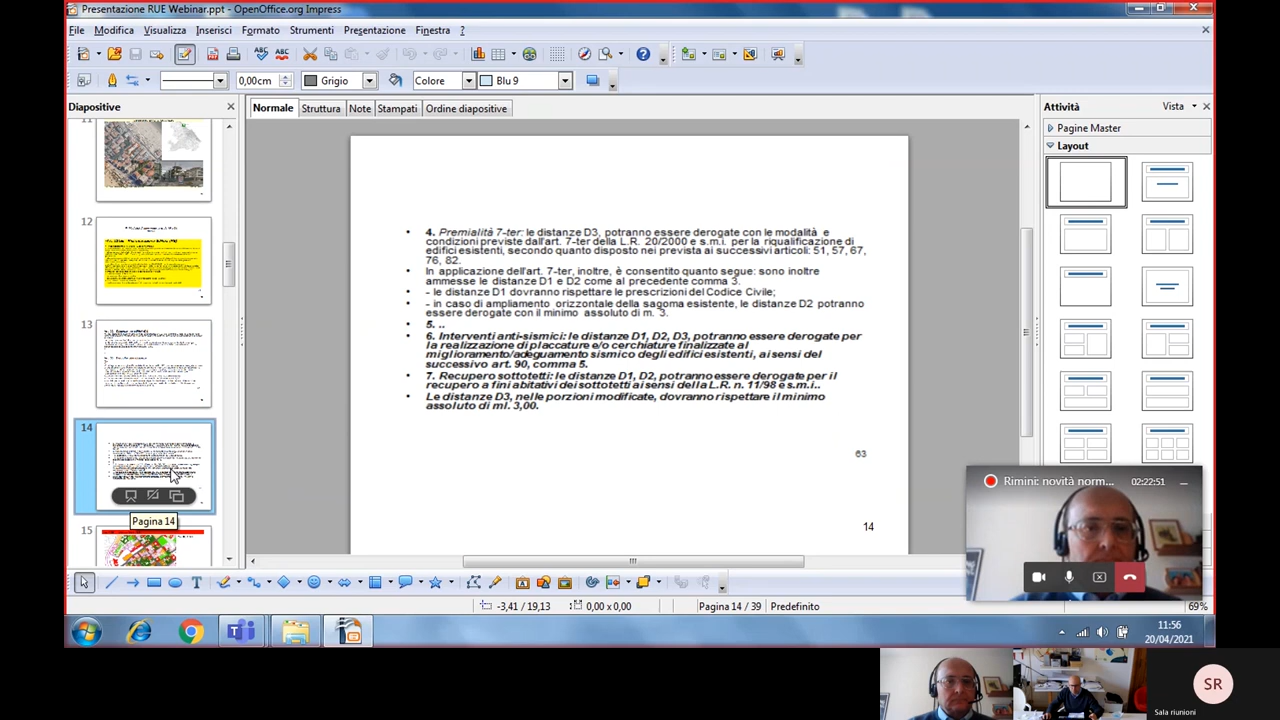 Presentazione RUE Webinar.ppt - OpenOffice.org Impress
File Modifica Visualizza Inserisci Formato Strumenti Presentazione Finestra ?
0,00cm Grigio Colore Blu 9
Diapositive
Normale Struttura Note Stampati Ordine diapositive
Attività Vista
Pagine Master
Layout
11
12
13
14
Pagina 14
15
• 4. Premialità 7-ter: le distanze D3, potranno essere derogate con le modalità e
condizioni previste dall'art. 7-ter della L.R. 20/2000 e s.m.i. per la riqualificazione di
edifici esistenti, secondo quanto disposto nei prevista ai successivi articoli: 51, 57, 67,
76, 82.
• In applicazione dell'art. 7-ter, inoltre, è consentito quanto segue: sono inoltre
ammesse le distanze D1 e D2 come al precedente comma 3.
• - le distanze D1 dovranno rispettare le prescrizioni del Codice Civile;
• - in caso di ampliamento orizzontale della sagoma esistente, le distanze D2 potranno
essere derogate con il minimo assoluto di m. 3.
• 5. ..
• 6. Interventi anti-sismici: le distanze D1, D2, D3, potranno essere derogate per
la realizzazione di placcature e/o cerchiature finalizzate al
miglioramento/adeguamento sismico degli edifici esistenti, ai sensi del
successivo art. 90, comma 5.
• 7. Recupero sottotetti: le distanze D1, D2, potranno essere derogate per il
recupero a fini abitativi dei sottotetti ai sensi della L.R. n. 11/98 e s.m.i..
• Le distanze D3, nelle porzioni modificate, dovranno rispettare il minimo
assoluto di ml. 3,00.
63
14
Rimini: novità norm... 02:22:51
-3,41 / 19,13 0,00 x 0,00 Pagina 14 / 39 Predefinito 69%
11:56
20/04/2021
SR
Sala riunioni